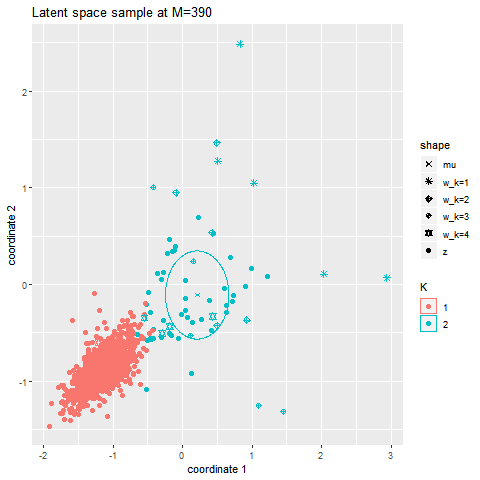 Latent space sample at M=390
coordinate 2
2
1
0
-1
-2
-1
0
1
2
3
coordinate 1
shape
mu
w_k=1
w_k=2
w_k=3
w_k=4
z
K
1
2